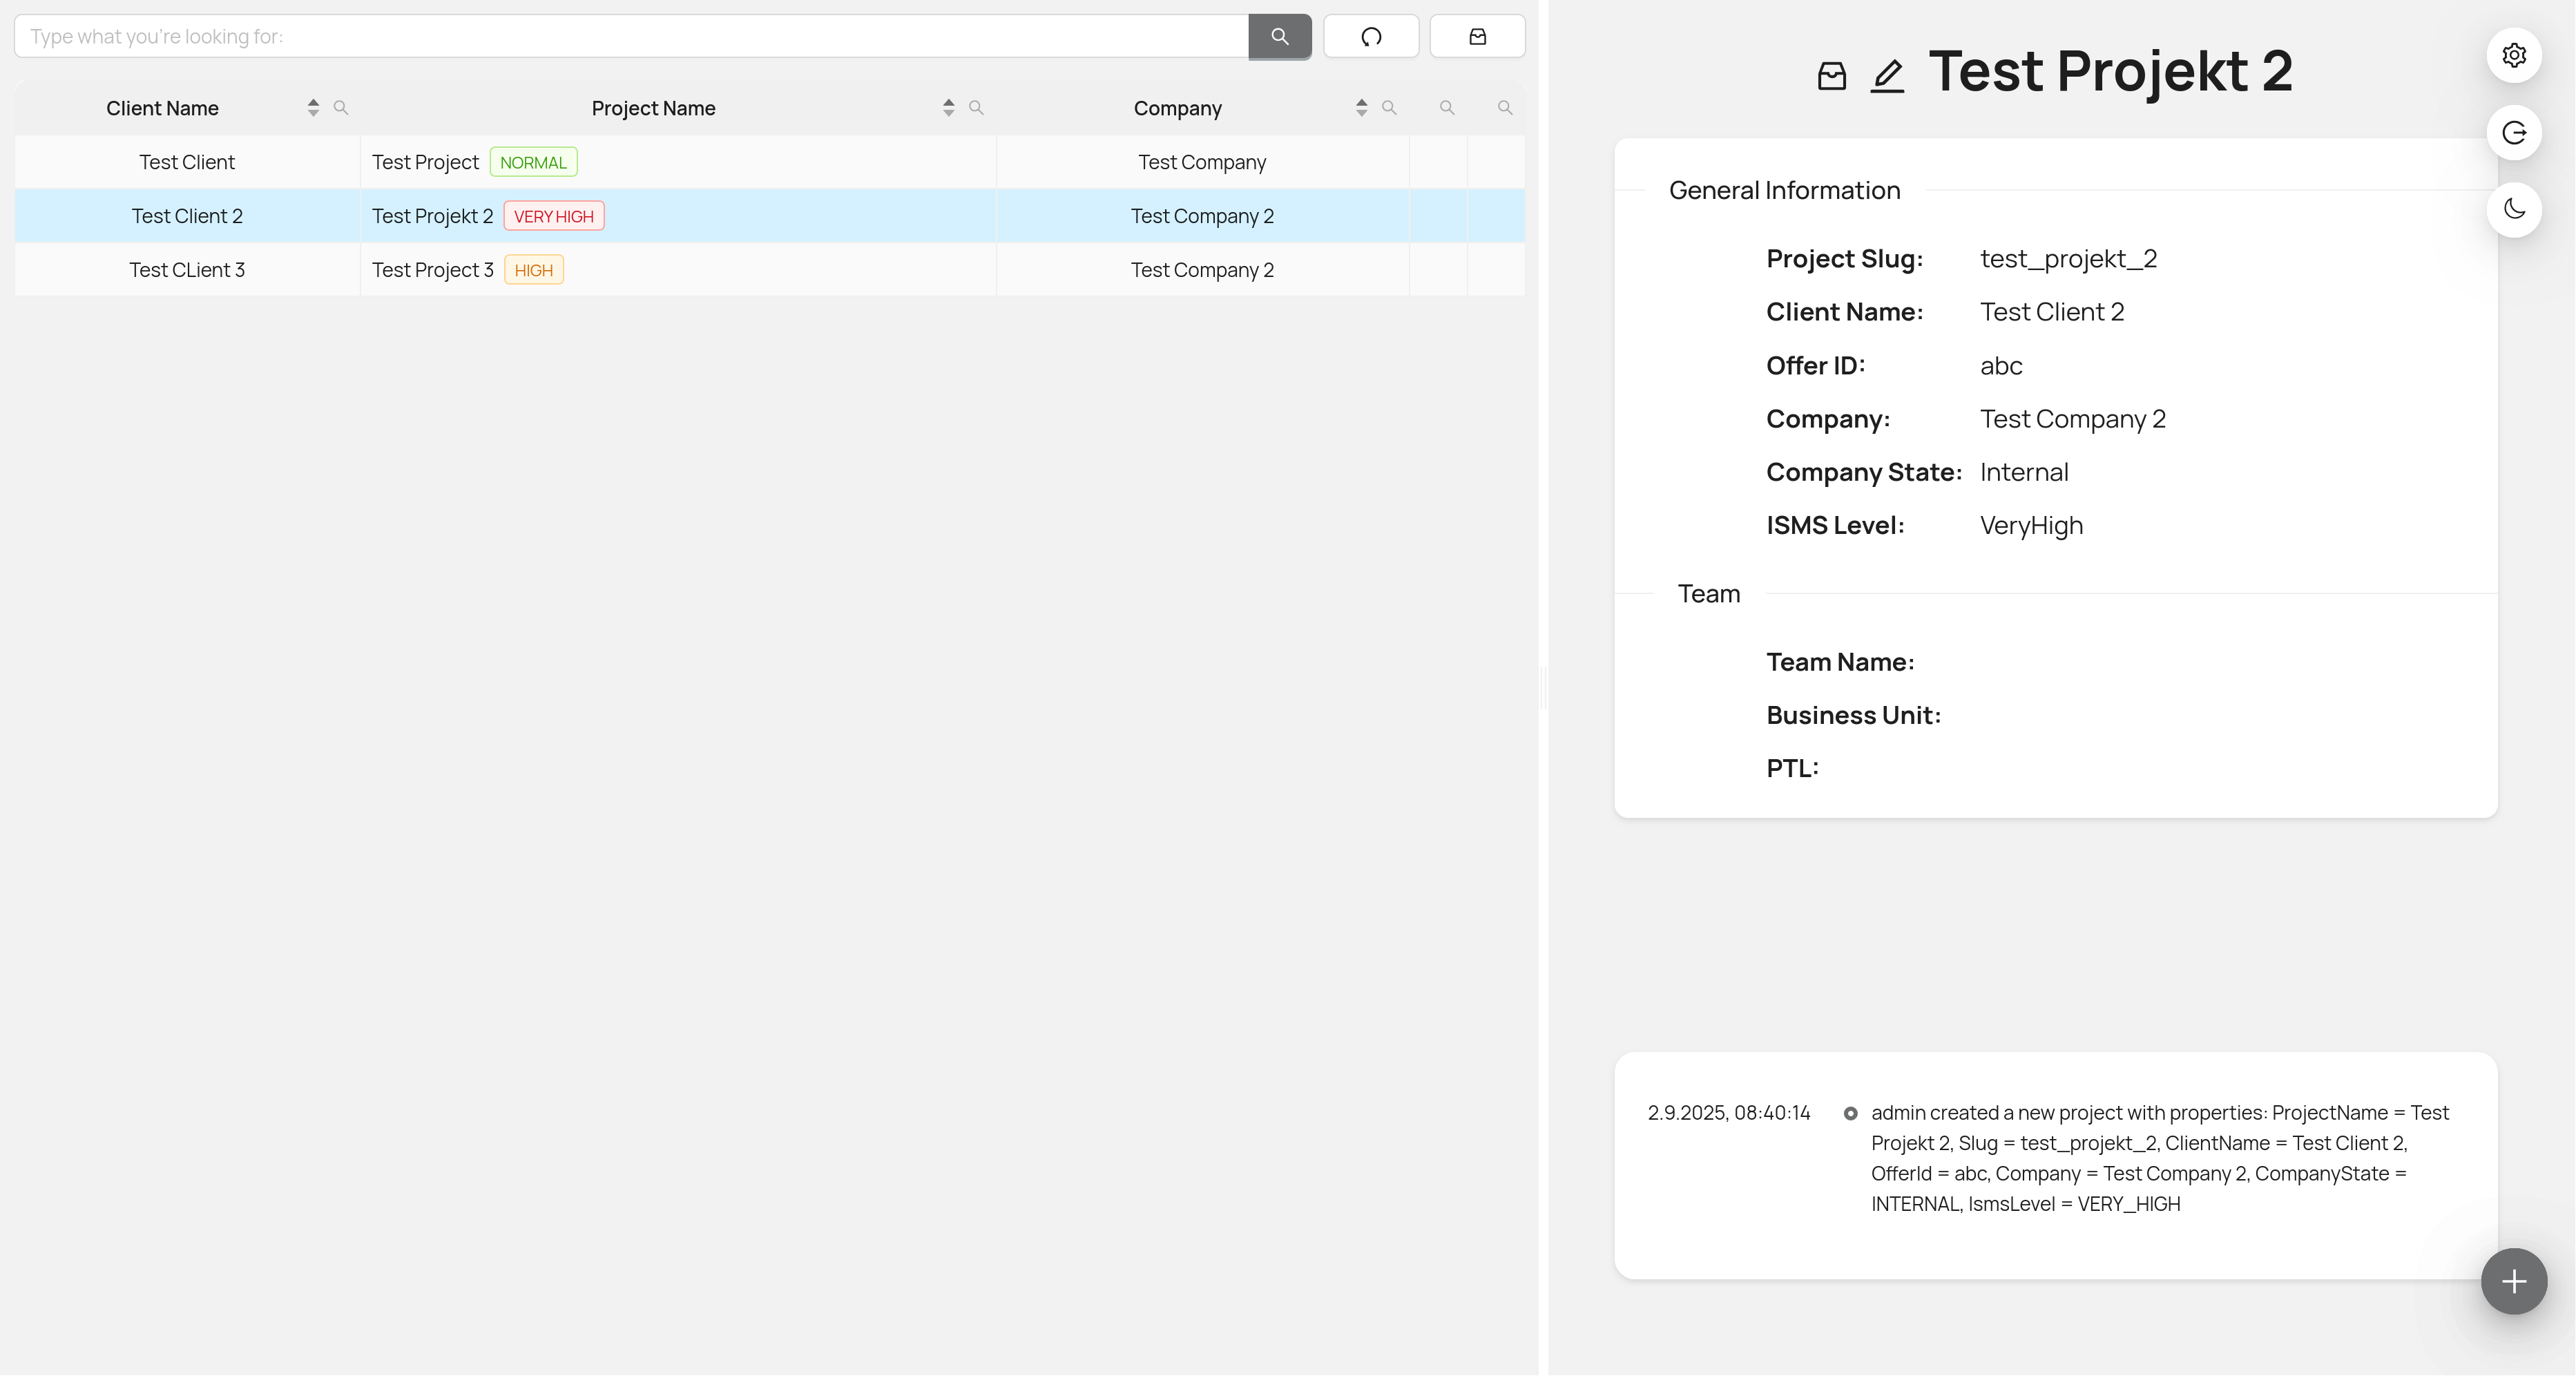 Type what you're looking for:
Client Name Project Name Company
Test Client Test Project NORMAL Test Company
Test Client 2 Test Projekt 2 VERY HIGH Test Company 2
Test CLient 3 Test Project 3 HIGH Test Company 2
Test Projekt 2
General Information
Project Slug: test_projekt_2
Client Name: Test Client 2
Offer ID: abc
Company: Test Company 2
Company State: Internal
ISMS Level: VeryHigh
Team
Team Name:
Business Unit:
PTL:
2.9.2025, 08:40:14 admin created a new project with properties: ProjectName = Test
Projekt 2, Slug = test_projekt_2, ClientName = Test Client 2,
OfferId = abc, Company = Test Company 2, CompanyState =
INTERNAL, IsmsLevel = VERY_HIGH